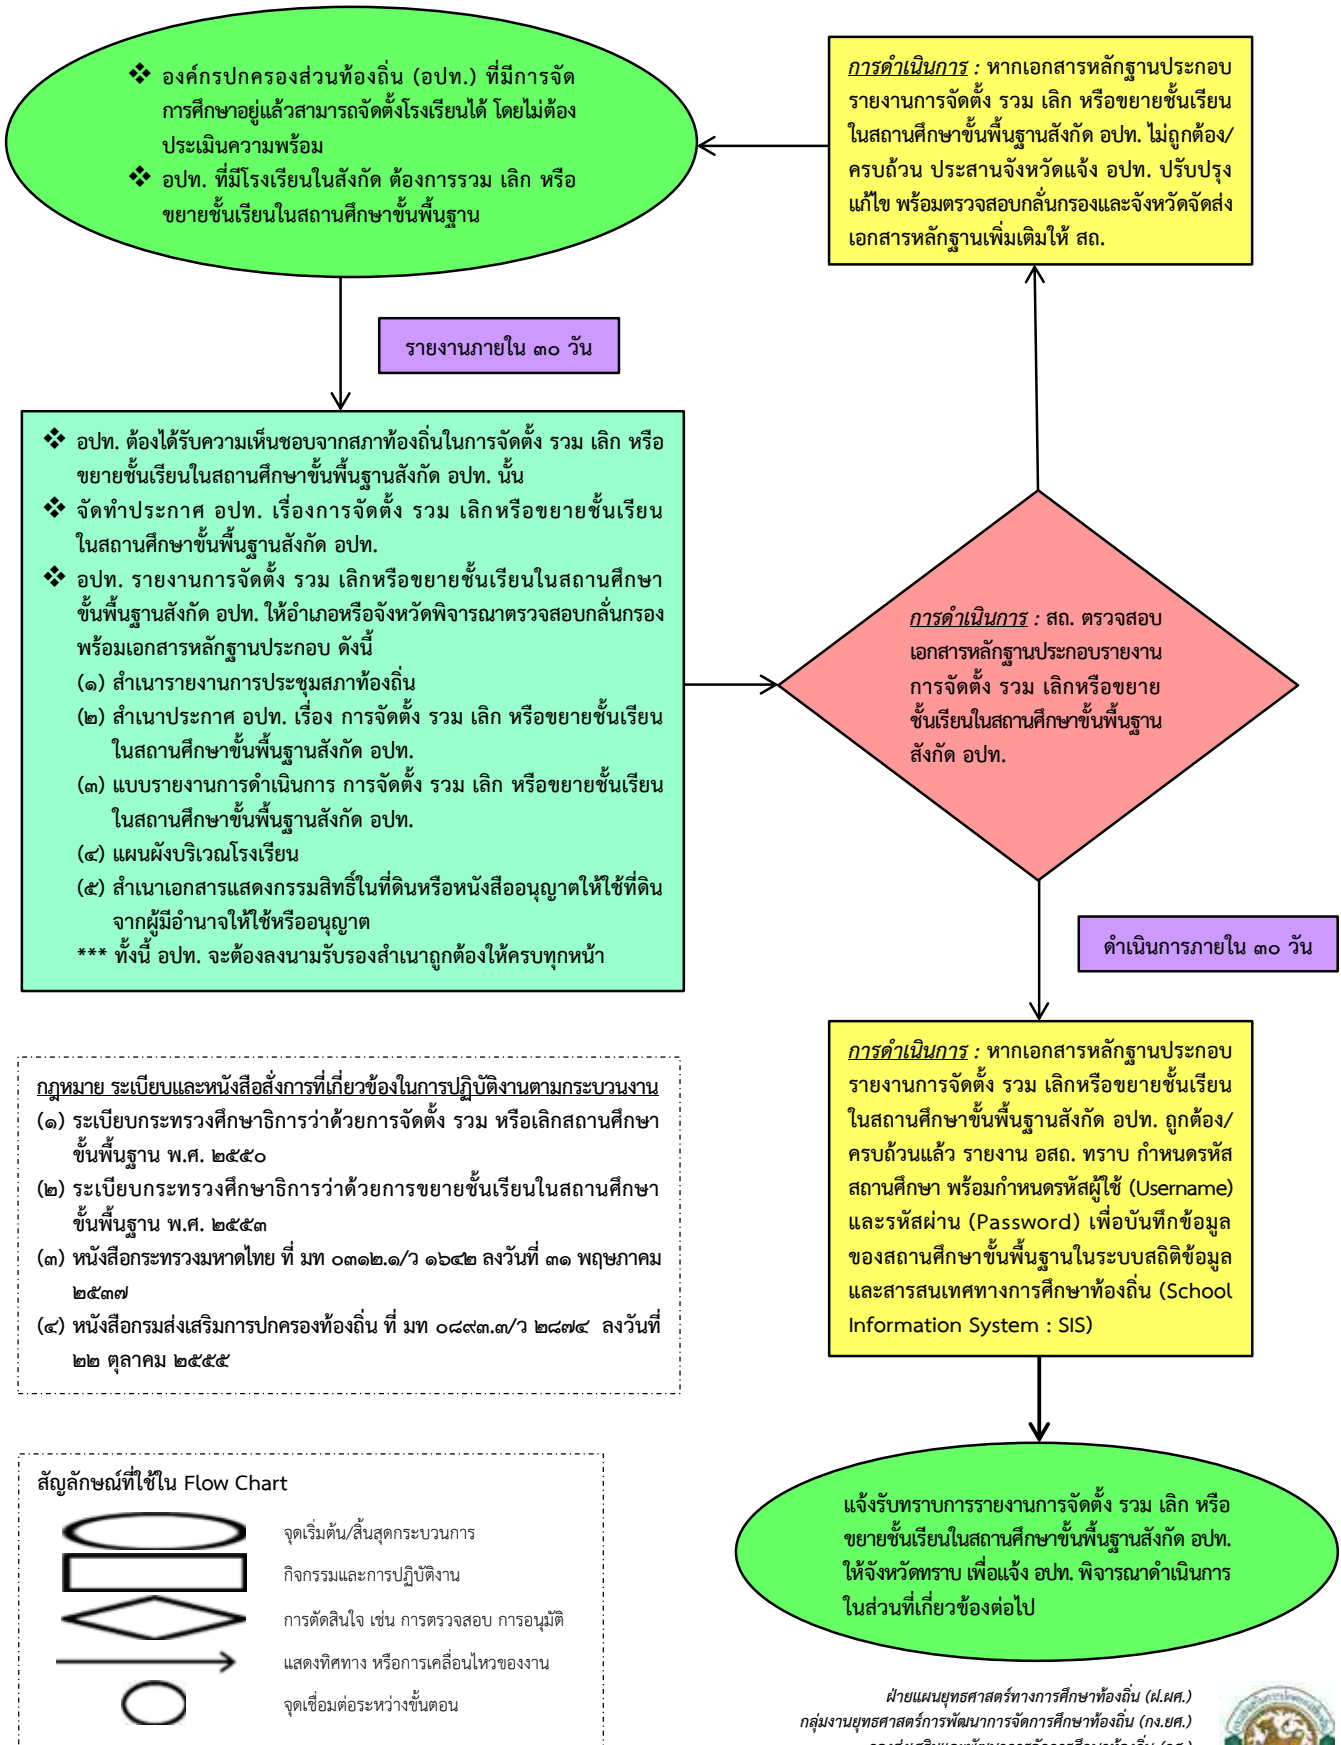 ❖ องค์กรปกครองส่วนท้องถิ่น (อปท.) ที่มีการจัด
การศึกษาอยู่แล้วสามารถจัดตั้งโรงเรียนได้ โดยไม่ต้อง
ประเมินความพร้อม
❖ อปท. ที่มีโรงเรียนในสังกัด ต้องการรวม เลิก หรือ
ขยายชั้นเรียนในสถานศึกษาขั้นพื้นฐาน
การดำเนินการ : หากเอกสารหลักฐานประกอบ
รายงานการจัดตั้ง รวม เลิก หรือขยายชั้นเรียน
ในสถานศึกษาขั้นพื้นฐานสังกัด อปท. ไม่ถูกต้อง/
ครบถ้วน ประสานจังหวัดแจ้ง อปท. ปรับปรุง
แก้ไข พร้อมตรวจสอบกลั่นกรองและจังหวัดจัดส่ง
เอกสารหลักฐานเพิ่มเติมให้ สถ.
รายงานภายใน ๓๐ วัน
❖ อปท. ต้องได้รับความเห็นชอบจากสภาท้องถิ่นในการจัดตั้ง รวม เลิก หรือ
ขยายชั้นเรียนในสถานศึกษาขั้นพื้นฐานสังกัด อปท. นั้น
❖ จัดทำประกาศ อปท. เรื่องการจัดตั้ง รวม เลิกหรือขยายชั้นเรียน
ในสถานศึกษาขั้นพื้นฐานสังกัด อปท.
❖ อปท. รายงานการจัดตั้ง รวม เลิกหรือขยายชั้นเรียนในสถานศึกษา
ขั้นพื้นฐานสังกัด อปท. ให้อำเภอหรือจังหวัดพิจารณาตรวจสอบกลั่นกรอง
พร้อมเอกสารหลักฐานประกอบ ดังนี้
(๑) สำเนารายงานการประชุมสภาท้องถิ่น
(๒) สำเนาประกาศ อปท. เรื่อง การจัดตั้ง รวม เลิก หรือขยายชั้นเรียน
ในสถานศึกษาขั้นพื้นฐานสังกัด อปท.
(๓) แบบรายงานการดำเนินการ การจัดตั้ง รวม เลิก หรือขยายชั้นเรียน
ในสถานศึกษาขั้นพื้นฐานสังกัด อปท.
(๔) แผนผังบริเวณโรงเรียน
(๕) สำเนาเอกสารแสดงกรรมสิทธิ์ในที่ดินหรือหนังสืออนุญาตให้ใช้ที่ดิน
จากผู้มีอำนาจให้ใช้หรืออนุญาต
*** ทั้งนี้ อปท. จะต้องลงนามรับรองสำเนาถูกต้องให้ครบทุกหน้า
การดำเนินการ : สถ. ตรวจสอบ
เอกสารหลักฐานประกอบรายงาน
การจัดตั้ง รวม เลิกหรือขยาย
ชั้นเรียนในสถานศึกษาขั้นพื้นฐาน
สังกัด อปท.
ดำเนินการภายใน ๓๐ วัน
การดำเนินการ : หากเอกสารหลักฐานประกอบ
รายงานการจัดตั้ง รวม เลิกหรือขยายชั้นเรียน
ในสถานศึกษาขั้นพื้นฐานสังกัด อปท. ถูกต้อง/
ครบถ้วนแล้ว รายงาน อสถ. ทราบ กำหนดรหัส
สถานศึกษา พร้อมกำหนดรหัสผู้ใช้ (Username)
และรหัสผ่าน (Password) เพื่อบันทึกข้อมูล
ของสถานศึกษาขั้นพื้นฐานในระบบสถิติข้อมูล
และสารสนเทศทางการศึกษาท้องถิ่น (School
Information System : SIS)
กฎหมาย ระเบียบและหนังสือสั่งการที่เกี่ยวข้องในการปฏิบัติงานตามกระบวนงาน
(๑) ระเบียบกระทรวงศึกษาธิการว่าด้วยการจัดตั้ง รวม หรือเลิกสถานศึกษา
ขั้นพื้นฐาน พ.ศ. ๒๕๕๐
(๒) ระเบียบกระทรวงศึกษาธิการว่าด้วยการขยายชั้นเรียนในสถานศึกษา
ขั้นพื้นฐาน พ.ศ. ๒๕๕๓
(๓) หนังสือกระทรวงมหาดไทย ที่ มท ๐๓๑๒.๑/ว ๑๖๔๒ ลงวันที่ ๓๑ พฤษภาคม
๒๕๓๗
(๔) หนังสือกรมส่งเสริมการปกครองท้องถิ่น ที่ มท ๐๘๙๓.๓/ว ๒๘๗๔ ลงวันที่
๒๒ ตุลาคม ๒๕๕๕
สัญลักษณ์ที่ใช้ใน Flow Chart
จุดเริ่มต้น/สิ้นสุดกระบวนการ
กิจกรรมและการปฏิบัติงาน
การตัดสินใจ เช่น การตรวจสอบ การอนุมัติ
แสดงทิศทาง หรือการเคลื่อนไหวของงาน
จุดเชื่อมต่อระหว่างขั้นตอน
แจ้งรับทราบการรายงานการจัดตั้ง รวม เลิก หรือ
ขยายชั้นเรียนในสถานศึกษาขั้นพื้นฐานสังกัด อปท.
ให้จังหวัดทราบ เพื่อแจ้ง อปท. พิจารณาดำเนินการ
ในส่วนที่เกี่ยวข้องต่อไป
ฝ่ายแผนยุทธศาสตร์ทางการศึกษาท้องถิ่น (ฝ.ผศ.)
กลุ่มงานยุทธศาสตร์การพัฒนาการจัดการศึกษาท้องถิ่น (กง.ยศ.)